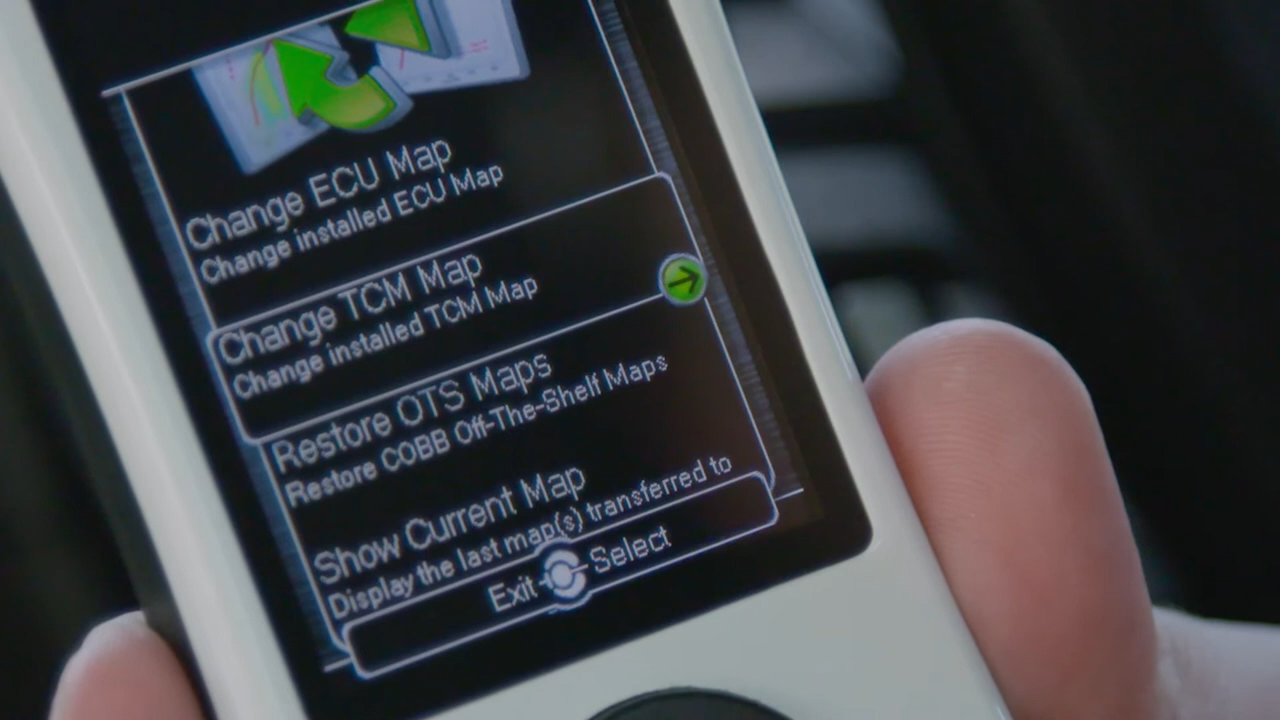 Change ECU Map
Change installed ECU Map
Change TCM Map
Change installed TCM Map
Restore OTS Maps
Restore COBB Off-The-Shelf Maps
Show Current Map
Display the last map(s) transferred to
Exit Select